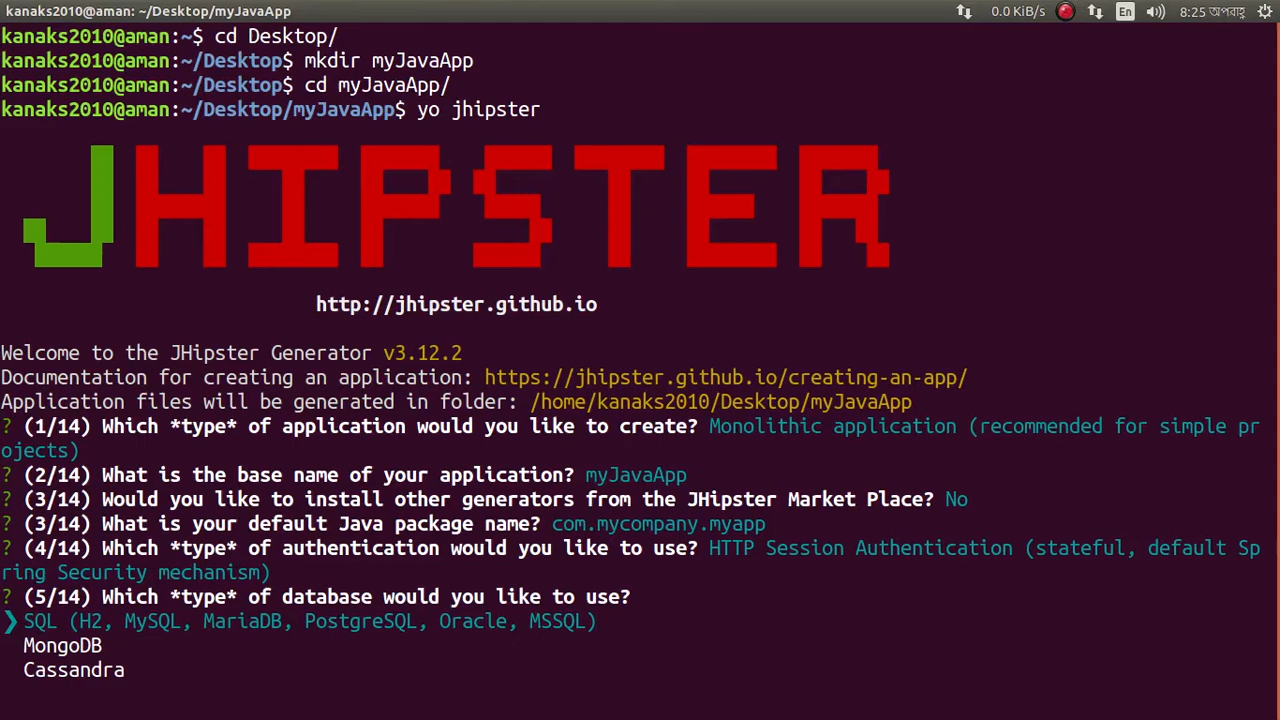 kanaks2010@aman: ~/Desktop/myJavaApp 0.0 KiB/s En 8:25 অপরাহ্ণ
kanaks2010@aman:~$ cd Desktop/
kanaks2010@aman:~/Desktop$ mkdir myJavaApp
kanaks2010@aman:~/Desktop$ cd myJavaApp/
kanaks2010@aman:~/Desktop/myJavaApp$ yo jhipster
JHIPSTER
http://jhipster.github.io
Welcome to the JHipster Generator v3.12.2
Documentation for creating an application: https://jhipster.github.io/creating-an-app/
Application files will be generated in folder: /home/kanaks2010/Desktop/myJavaApp
? (1/14) Which *type* of application would you like to create? Monolithic application (recommended for simple pr
ojects)
? (2/14) What is the base name of your application? myJavaApp
? (3/14) Would you like to install other generators from the JHipster Market Place? No
? (3/14) What is your default Java package name? com.mycompany.myapp
? (4/14) Which *type* of authentication would you like to use? HTTP Session Authentication (stateful, default Sp
ring Security mechanism)
? (5/14) Which *type* of database would you like to use?
❯ SQL (H2, MySQL, MariaDB, PostgreSQL, Oracle, MSSQL)
MongoDB
Cassandra